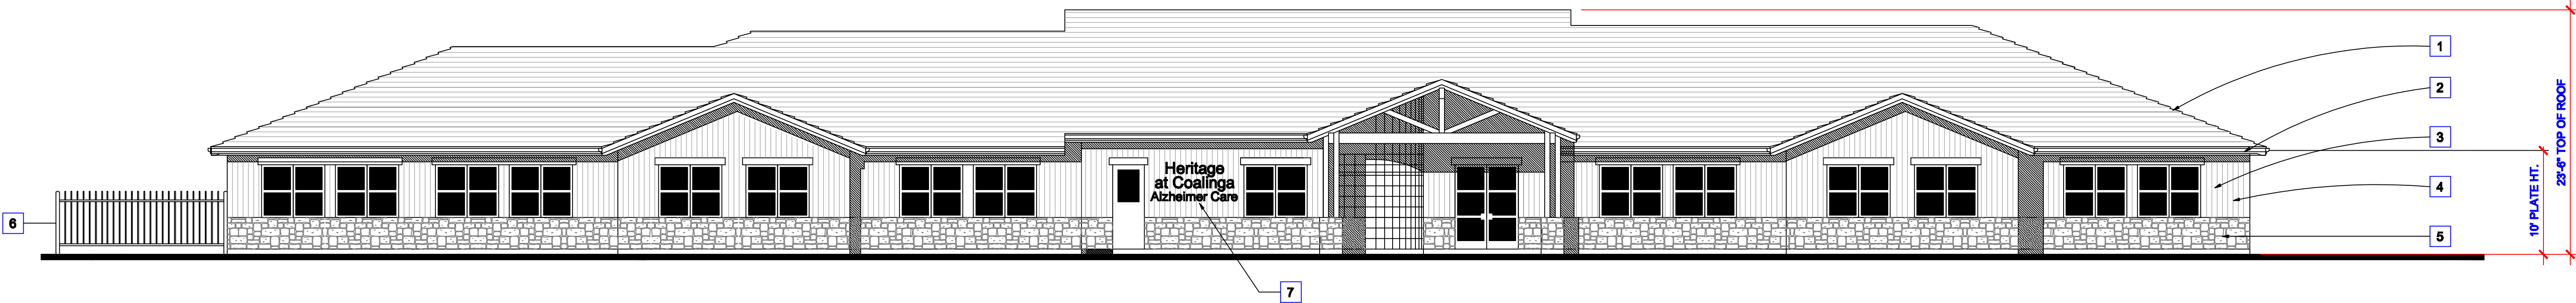 1
2
3
4
5
6
7
Heritage
at Coalinga
Alzheimer Care
10' PLATE HT.
23'-6" TOP OF ROOF